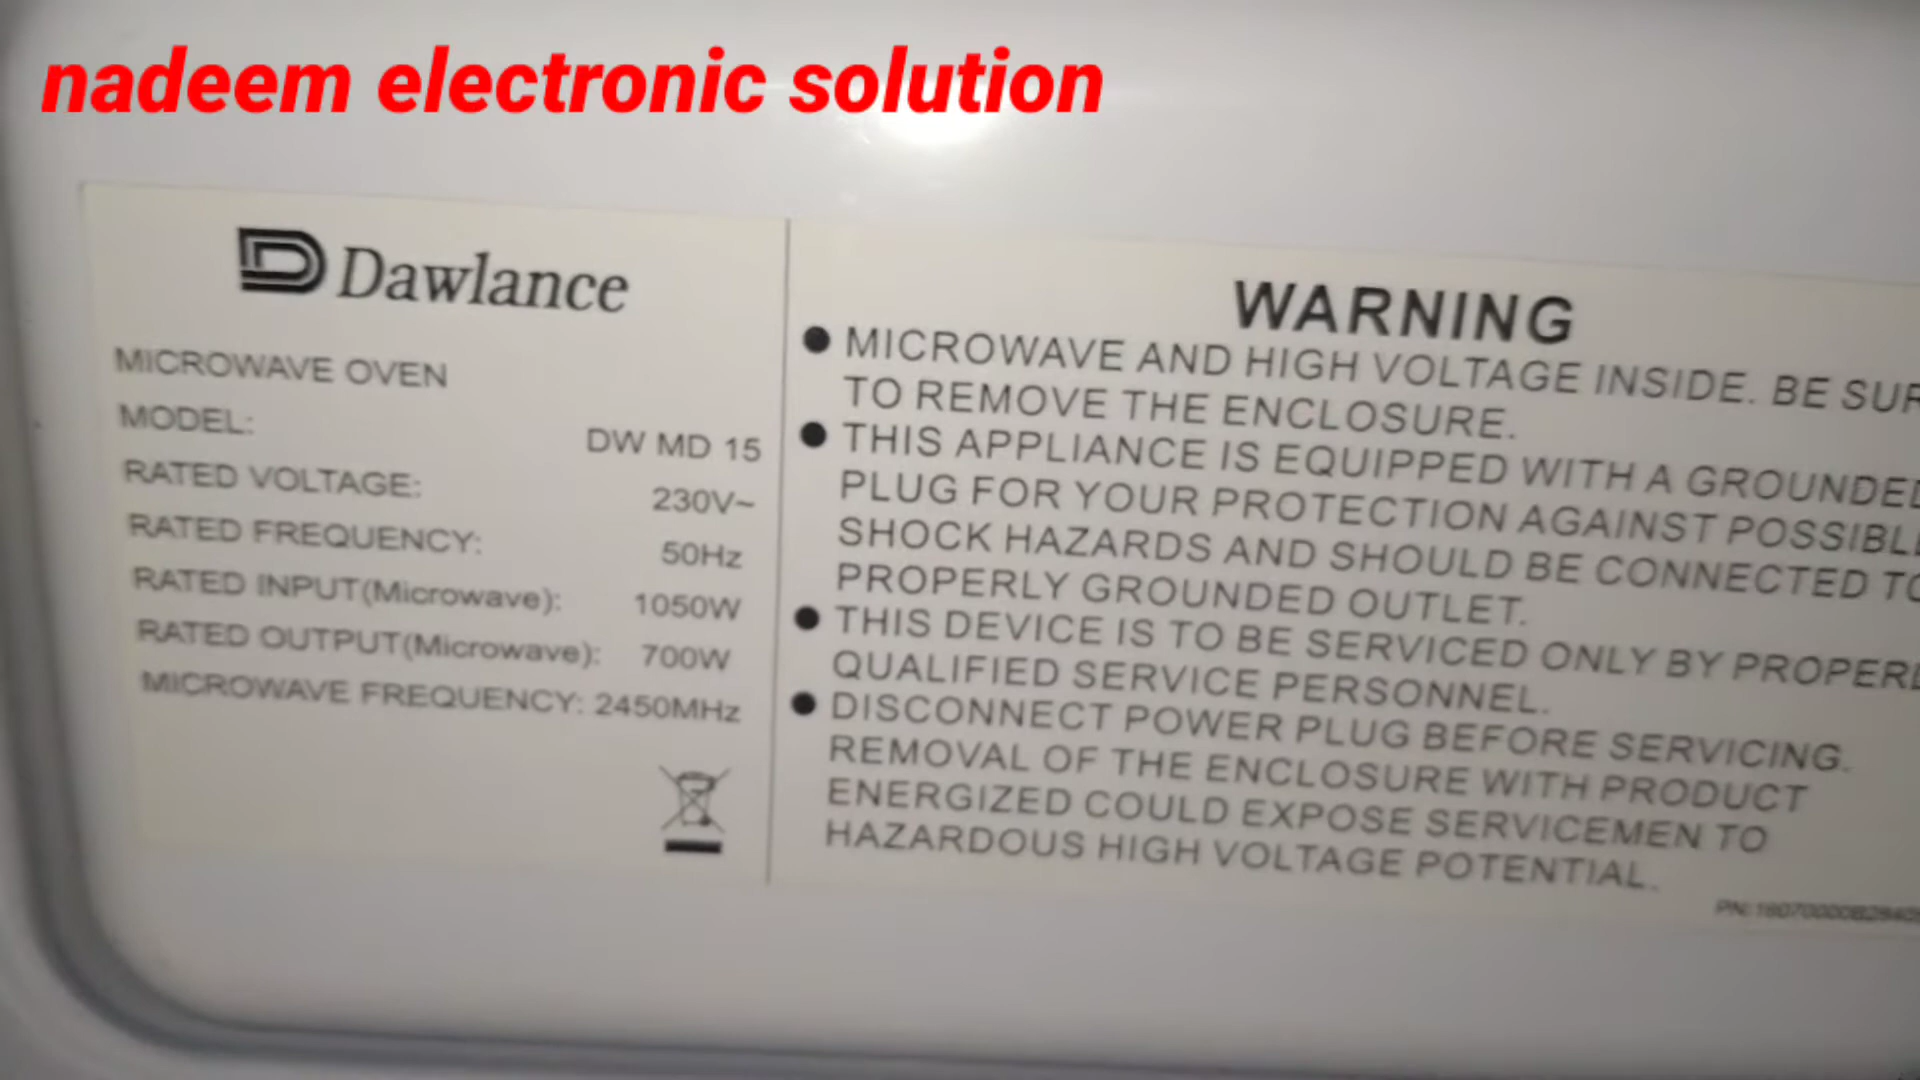 nadeem electronic solution
Dawlance
MICROWAVE OVEN
MODEL: DW MD 15
RATED VOLTAGE: 230V~
RATED FREQUENCY: 50Hz
RATED INPUT(Microwave): 1050W
RATED OUTPUT(Microwave): 700W
MICROWAVE FREQUENCY: 2450MHz
WARNING
● MICROWAVE AND HIGH VOLTAGE INSIDE. BE
TO REMOVE THE ENCLOSURE.
● THIS APPLIANCE IS EQUIPPED WITH A GROUNDED
PLUG FOR YOUR PROTECTION AGAINST POSSIBLE
SHOCK HAZARDS AND SHOULD BE CONNECTED TO
PROPERLY GROUNDED OUTLET.
● THIS DEVICE IS TO BE SERVICED ONLY BY
QUALIFIED SERVICE PERSONNEL.
● DISCONNECT POWER PLUG BEFORE SERVICING.
REMOVAL OF THE ENCLOSURE WITH PRODUCT
ENERGIZED COULD EXPOSE SERVICEMEN TO
HAZARDOUS HIGH VOLTAGE POTENTIAL.